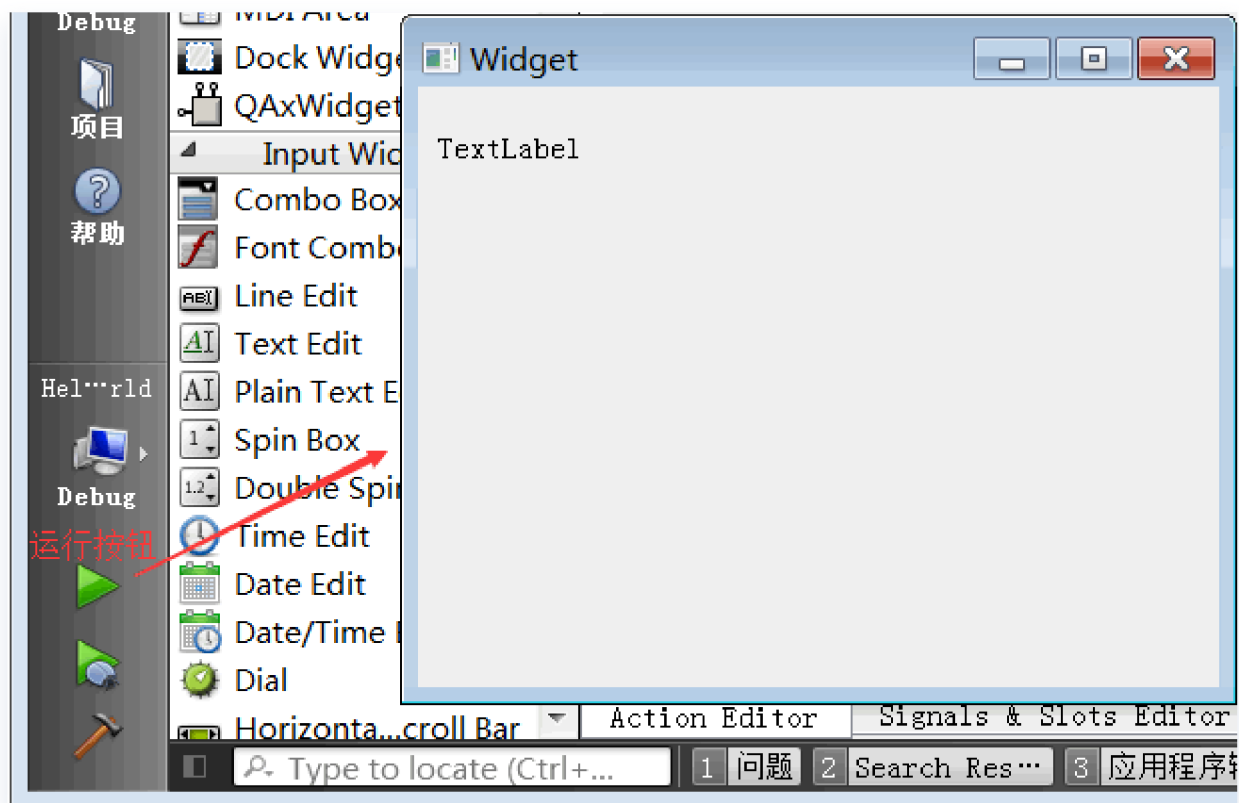 Debug
项目
帮助
Hel···rld
Debug
运行按钮
MDI Area
Dock Widge
QAxWidget
Input Wid
Combo Box
Font Combo
Line Edit
Text Edit
Plain Text E
Spin Box
Double Spin
Time Edit
Date Edit
Date/Time E
Dial
Horizonta...croll Bar
Widget
TextLabel
Action Editor
Signals & Slots Editor
Type to locate (Ctrl+...
1 问题
2 Search Res···
3 应用程序输